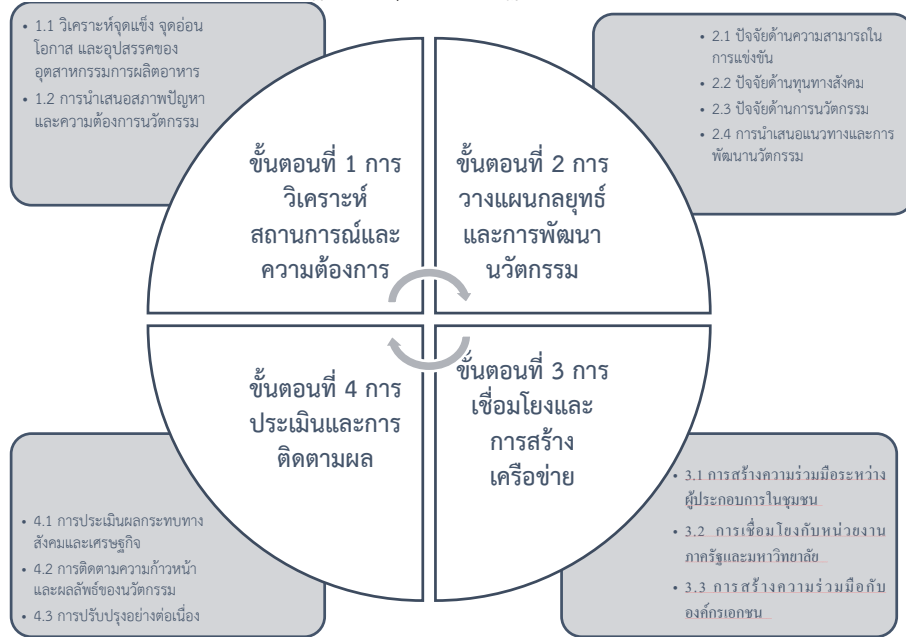 • 1.1 วิเคราะห์จุดแข็ง จุดอ่อน
โอกาส และอุปสรรคของ
อุตสาหกรรมการผลิตอาหาร
• 1.2 การนำเสนอสภาพปัญหา
และความต้องการนวัตกรรม
ขั้นตอนที่ 1 การ
วิเคราะห์
สถานการณ์และ
ความต้องการ
• 2.1 ปัจจัยด้านความสามารถใน
การแข่งขัน
• 2.2 ปัจจัยด้านทุนทางสังคม
• 2.3 ปัจจัยด้านการนวัตกรรม
• 2.4 การนำเสนอแนวทางและการ
พัฒนานวัตกรรม
ขั้นตอนที่ 2 การ
วางแผนกลยุทธ์
และการพัฒนา
นวัตกรรม
ขั้นตอนที่ 3 การ
เชื่อมโยงและ
การสร้าง
เครือข่าย
• 3.1 การสร้างความร่วมมือระหว่าง
ผู้ประกอบการในชุมชน
• 3.2 การเชื่อมโยงกับหน่วยงาน
ภาครัฐและมหาวิทยาลัย
• 3.3 การสร้างความร่วมมือกับ
องค์กรเอกชน
ขั้นตอนที่ 4 การ
ประเมินและการ
ติดตามผล
• 4.1 การประเมินผลกระทบทาง
สังคมและเศรษฐกิจ
• 4.2 การติดตามความก้าวหน้า
และผลลัพธ์ของนวัตกรรม
• 4.3 การปรับปรุงอย่างต่อเนื่อง